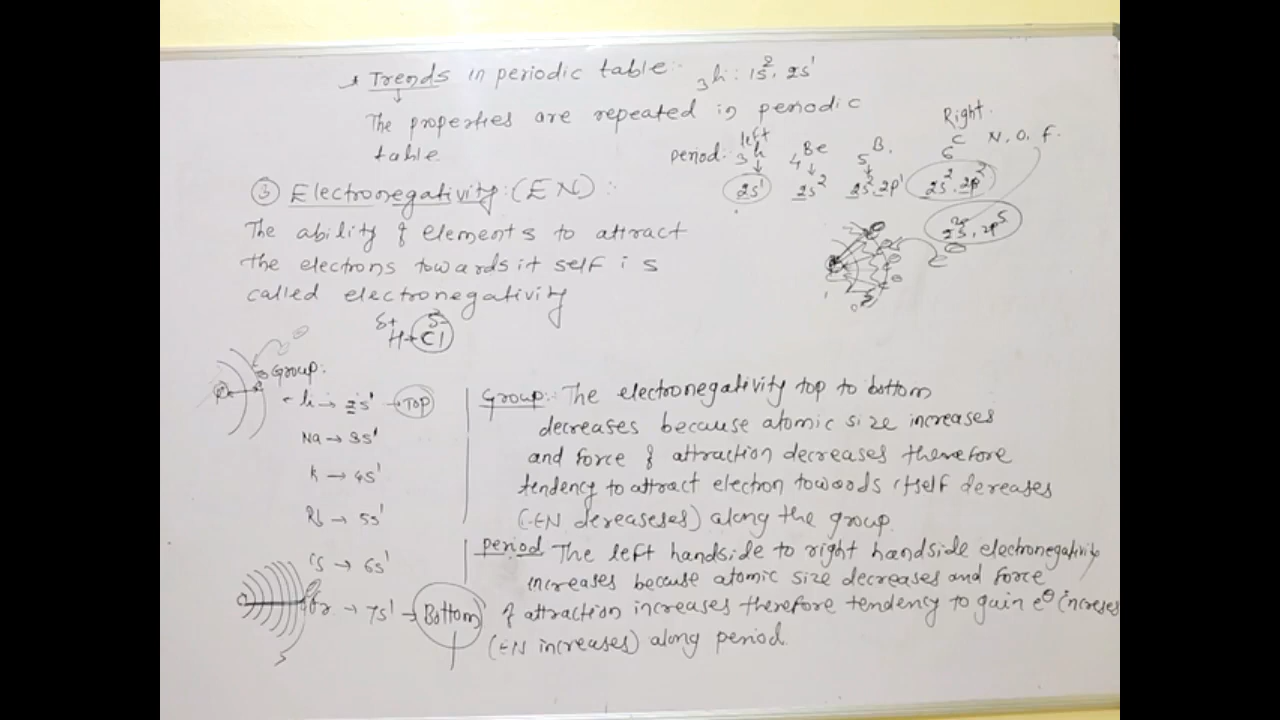 Trends in periodic table:- ₃Li : 1s², 2s¹
The properties are repeated in periodic
table.
Right
left
period: ₃Li ₄Be ₅B. ₆C N. O. F.
2s¹ 2s² 2s², 2p¹ 2s², 2p²
2s², 2p⁵
③ Electronegativity: (EN) :-
The ability of elements to attract
the electrons towards it self is
called electronegativity
δ+ δ-
H→Cl
Group:
Li → 2s¹ → Top
Na → 3s¹
K → 4s¹
Rb → 5s¹
Cs → 6s¹
Fr → 7s¹ → Bottom
Group:- The electronegativity top to bottom
decreases because atomic size increases
and force of attraction decreases therefore
tendency to attract electron towoods itself dereases
(EN dereaseses) along the group.
period The left handside to right handside electronegativity
increases because atomic size decreases and force
of attraction increases therefore tendency to gain e⊖ increses
(EN increases) along period.